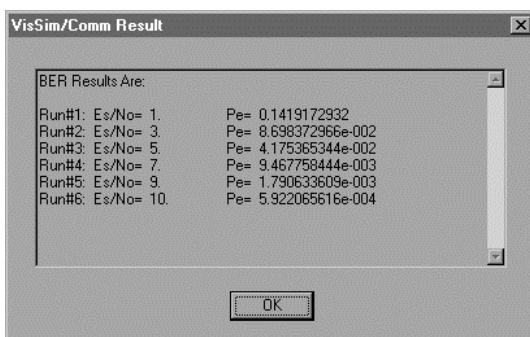 VisSim/Comm Result
BER Results Are:
Run#1: Es/No= 1. Pe= 0.1419172932
Run#2: Es/No= 3. Pe= 8.698372966e-002
Run#3: Es/No= 5. Pe= 4.175365344e-002
Run#4: Es/No= 7. Pe= 9.467758444e-003
Run#5: Es/No= 9. Pe= 1.790633609e-003
Run#6: Es/No= 10. Pe= 5.922065616e-004
OK